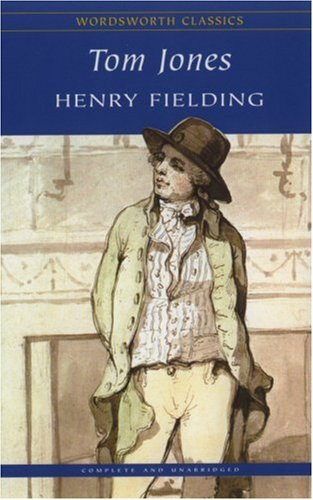 WORDSWORTH CLASSICS
Tom Jones
HENRY FIELDING
COMPLETE AND UNABRIDGED